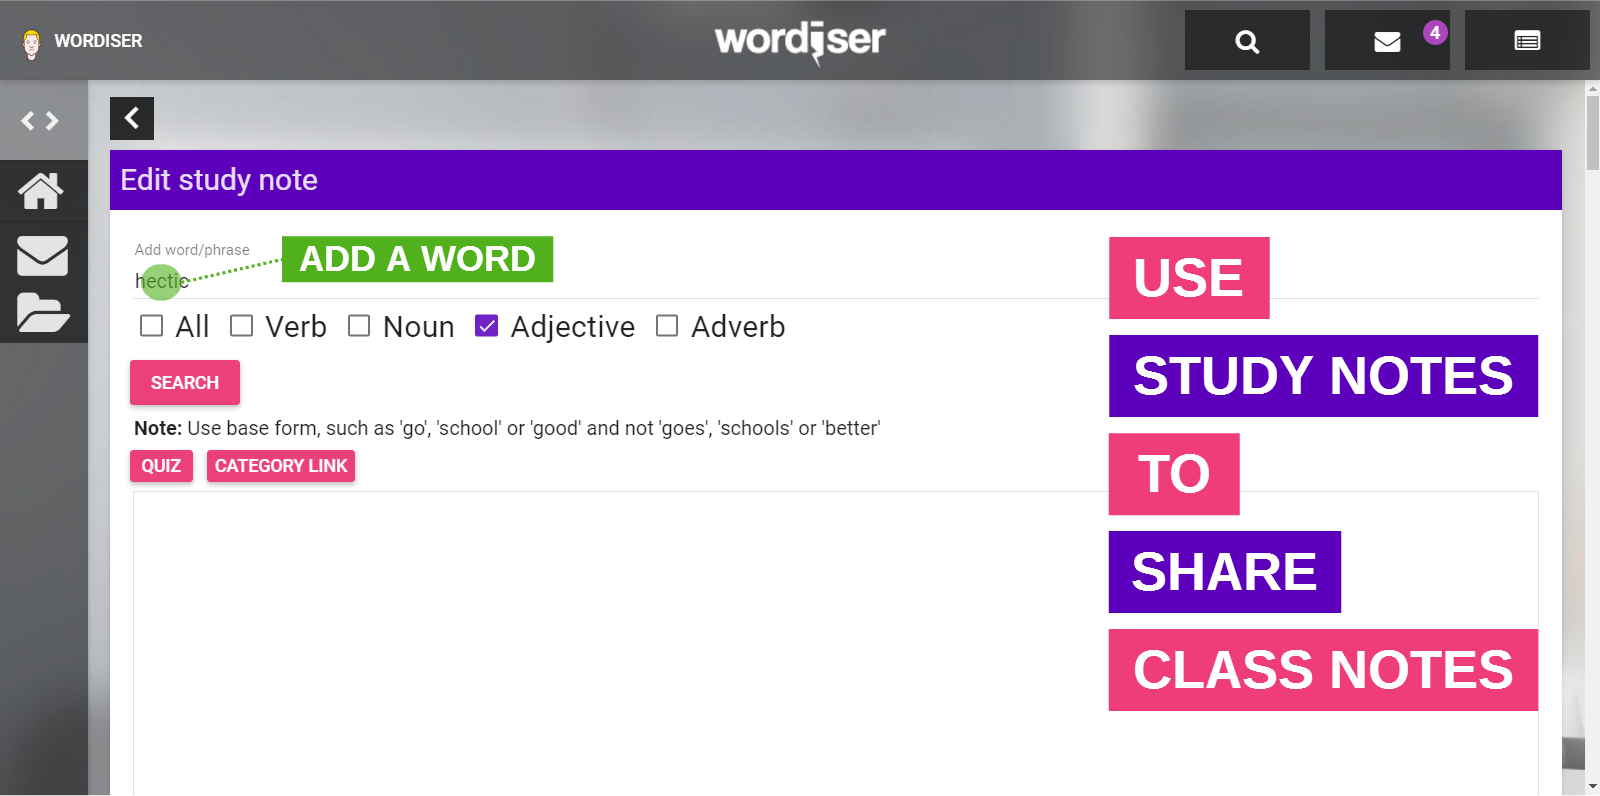 WORDISER
wordiser
4
Edit study note
Add word/phrase
hectic
ADD A WORD
All Verb Noun Adjective Adverb
SEARCH
Note: Use base form, such as 'go', 'school' or 'good' and not 'goes', 'schools' or 'better'
QUIZ CATEGORY LINK
USE
STUDY NOTES
TO
SHARE
CLASS NOTES